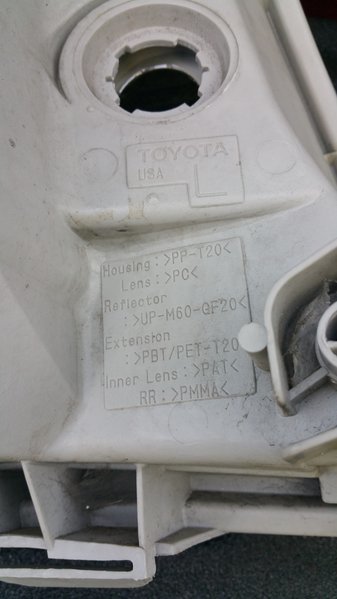 TOYOTA
USA
L
Housing:>PP-T20<
Lens:>PC<
Reflector
:>UP-M60-GF20<
Extension
:>PBT/PET-T20
Inner Lens:>PAT<
RR:>PMMA<